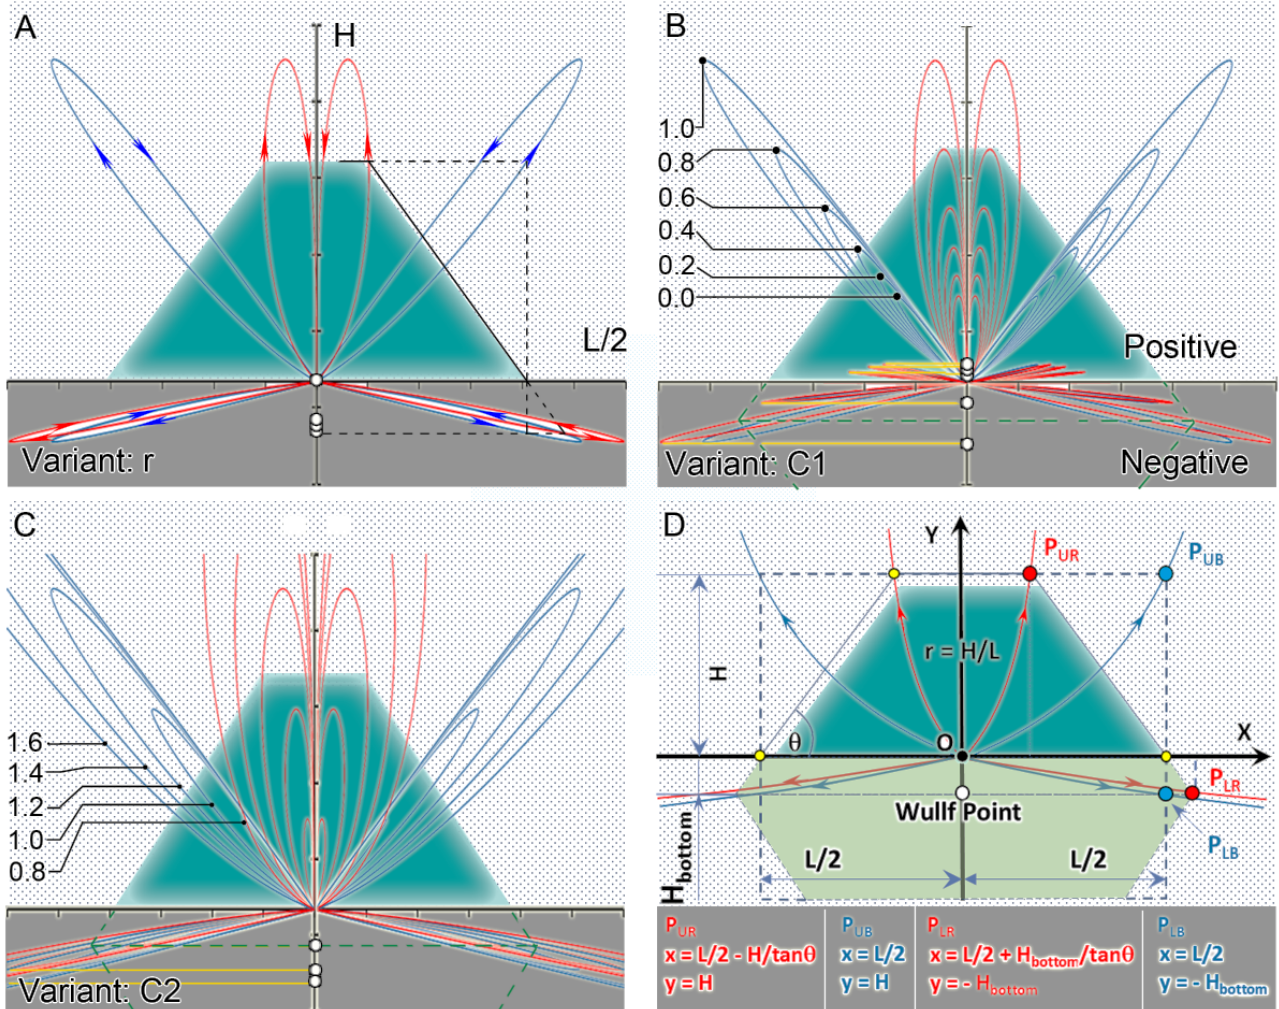 A
H
L/2
Variant: r
B
1.0
0.8
0.6
0.4
0.2
0.0
Positive
Variant: C1
Negative
C
1.6
1.4
1.2
1.0
0.8
Variant: C2
D
Y
P_UR
P_UB
r = H/L
H
θ
O
X
P_LR
Wullf Point
P_LB
H_bottom
L/2
L/2
P_UR
x = L/2 - H/tanθ
y = H
P_UB
x = L/2
y = H
P_LR
x = L/2 + H_bottom/tanθ
y = - H_bottom
P_LB
x = L/2
y = - H_bottom